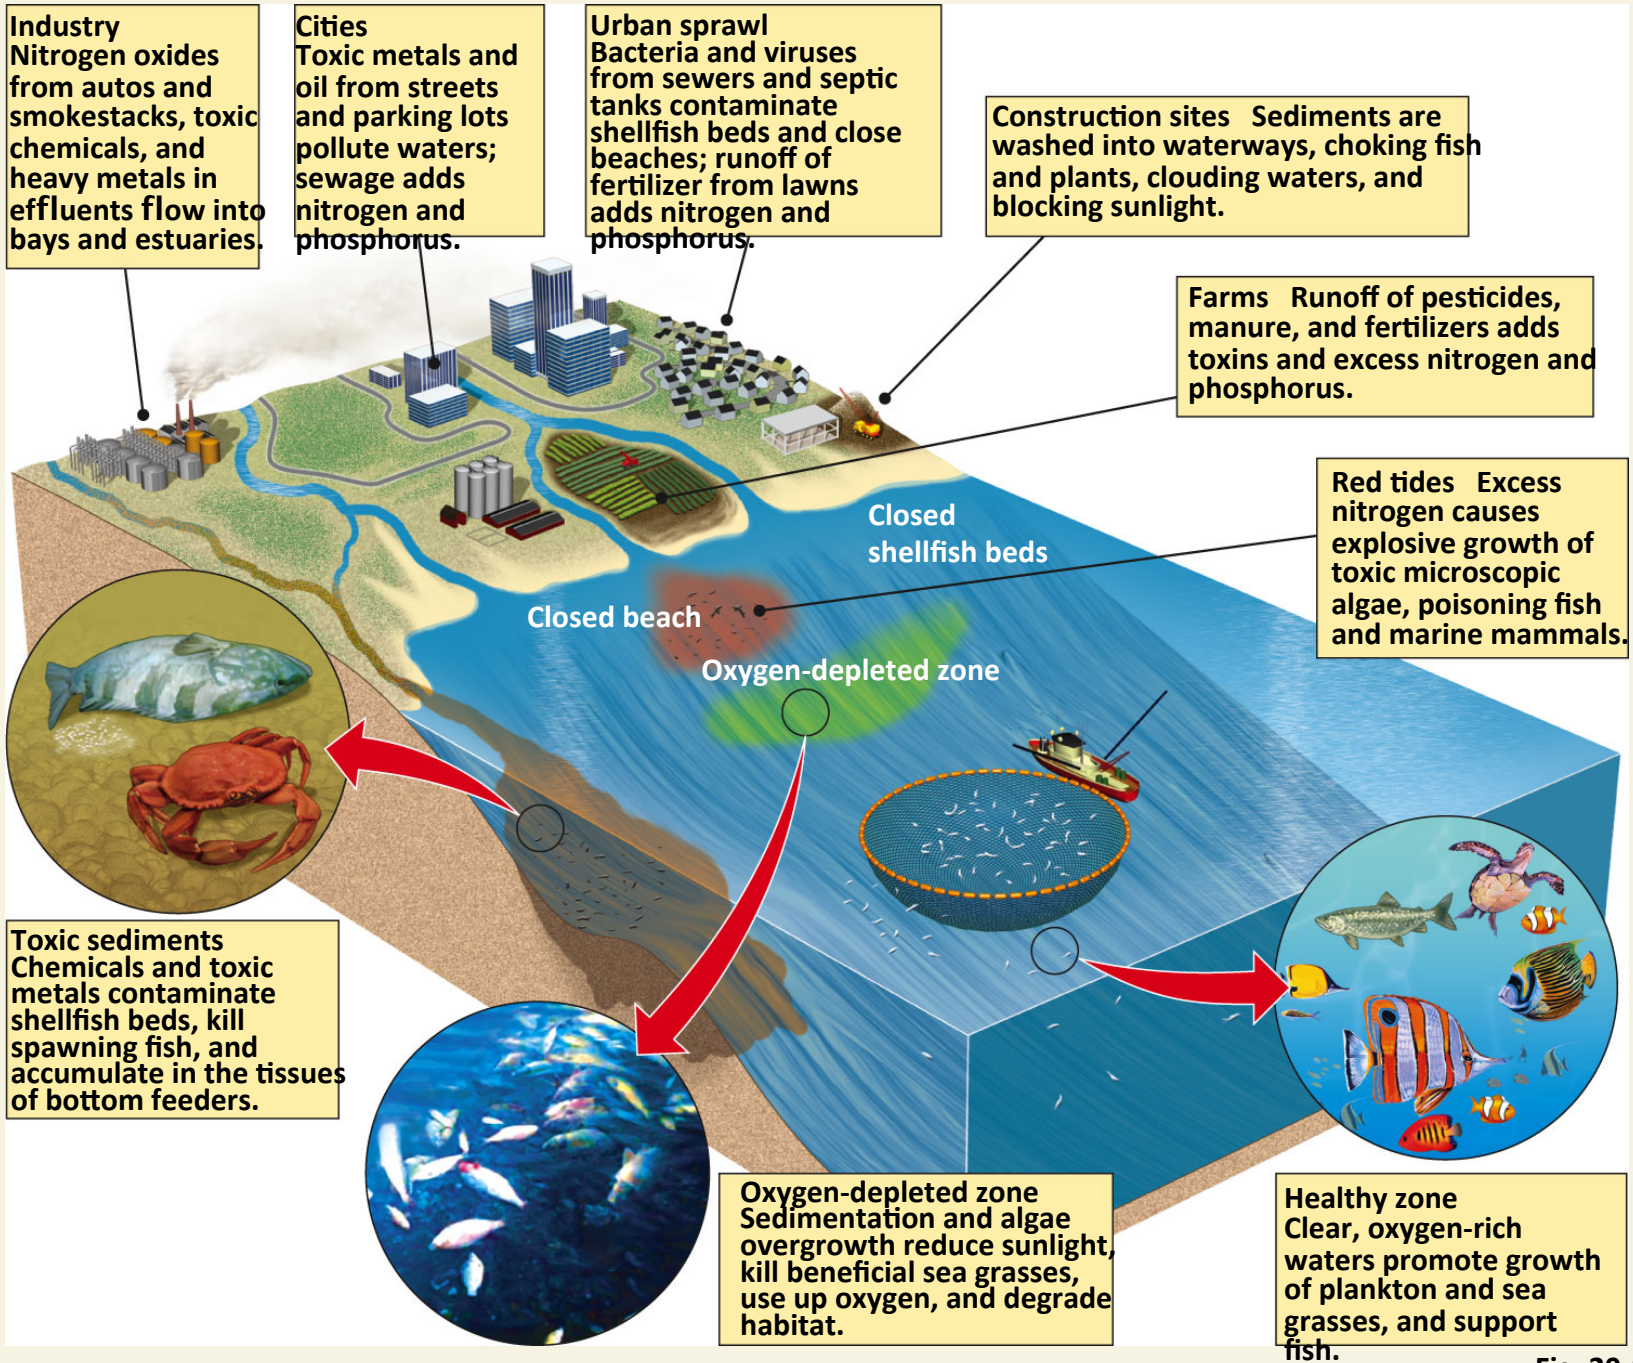 Industry
Nitrogen oxides
from autos and
smokestacks, toxic
chemicals, and
heavy metals in
effluents flow into
bays and estuaries.
Cities
Toxic metals and
oil from streets
and parking lots
pollute waters;
sewage adds
nitrogen and
phosphorus.
Urban sprawl
Bacteria and viruses
from sewers and septic
tanks contaminate
shellfish beds and close
beaches; runoff of
fertilizer from lawns
adds nitrogen and
phosphorus.
Construction sites Sediments are
washed into waterways, choking fish
and plants, clouding waters, and
blocking sunlight.
Farms Runoff of pesticides,
manure, and fertilizers adds
toxins and excess nitrogen and
phosphorus.
Red tides Excess
nitrogen causes
explosive growth of
toxic microscopic
algae, poisoning fish
and marine mammals.
Closed
shellfish beds
Closed beach
Oxygen-depleted zone
Toxic sediments
Chemicals and toxic
metals contaminate
shellfish beds, kill
spawning fish, and
accumulate in the tissues
of bottom feeders.
Oxygen-depleted zone
Sedimentation and algae
overgrowth reduce sunlight,
kill beneficial sea grasses,
use up oxygen, and degrade
habitat.
Healthy zone
Clear, oxygen-rich
waters promote growth
of plankton and sea
grasses, and support
fish.